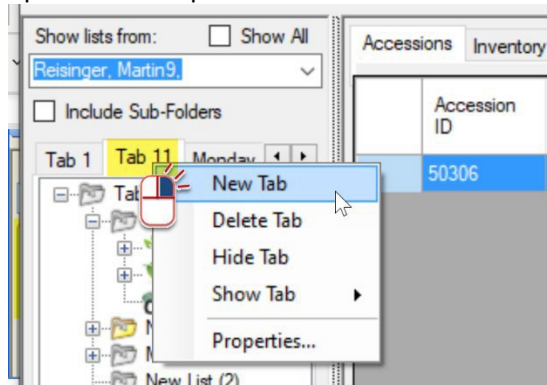 Show lists from: Show All
Reisinger, Martin9,
Include Sub-Folders
Tab 1 Tab 11 Monday
New Tab
Delete Tab
Hide Tab
Show Tab
Properties...
New List (2)
Accessions Inventory
Accession
ID
50306